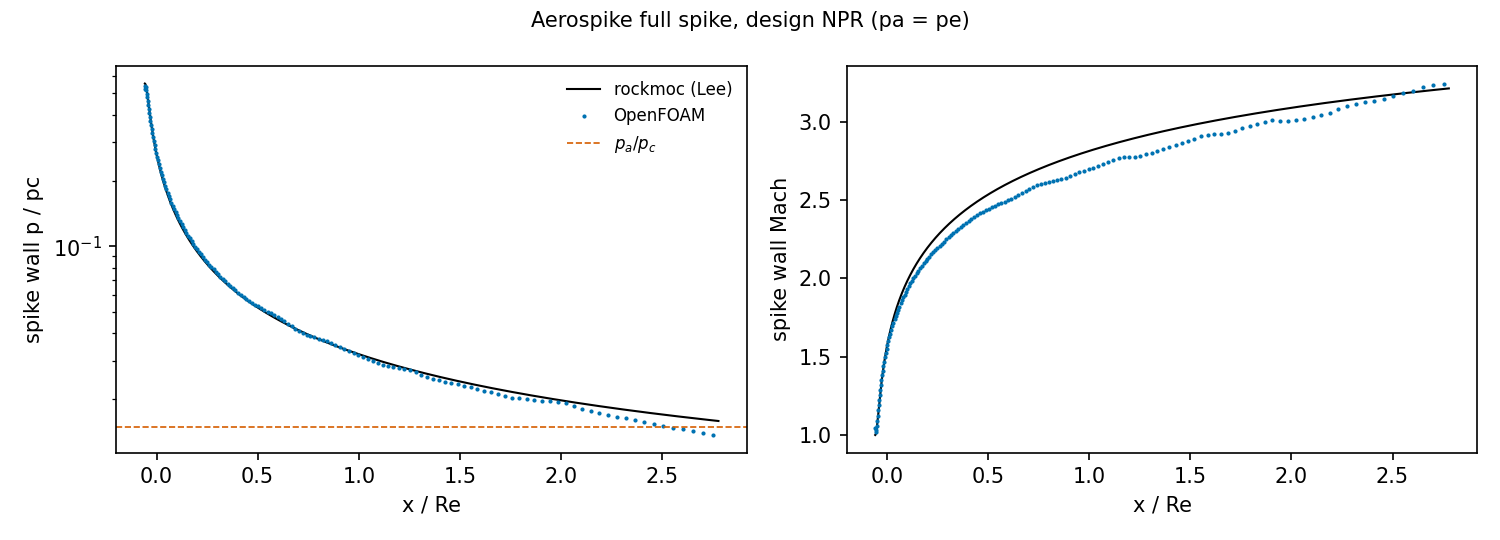 Aerospike full spike, design NPR (pa = pe)
spike wall p / pc
10⁻¹
rockmoc (Lee)
OpenFOAM
pₐ/p꜀
0.0 0.5 1.0 1.5 2.0 2.5
x / Re
spike wall Mach
3.0
2.5
2.0
1.5
1.0
0.0 0.5 1.0 1.5 2.0 2.5
x / Re